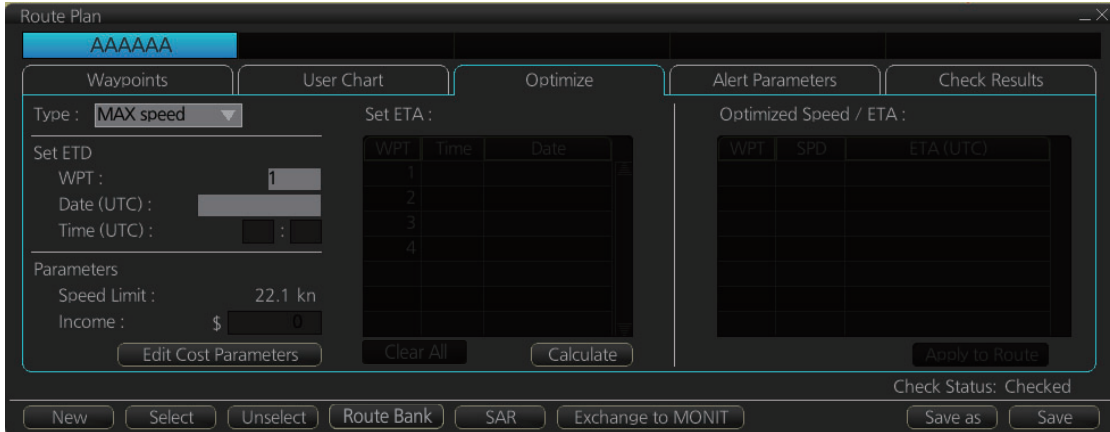 Route Plan
AAAAAA
Waypoints User Chart Optimize Alert Parameters Check Results
Type : MAX speed Set ETA : Optimized Speed / ETA :
Set ETD WPT Time Date WPT SPD ETA (UTC)
WPT : 1 1
Date (UTC) : 2
Time (UTC) : : 3
4
Parameters
Speed Limit : 22.1 kn
Income : $ 0
Edit Cost Parameters Clear All Calculate Apply to Route
Check Status: Checked
New Select Unselect Route Bank SAR Exchange to MONIT Save as Save